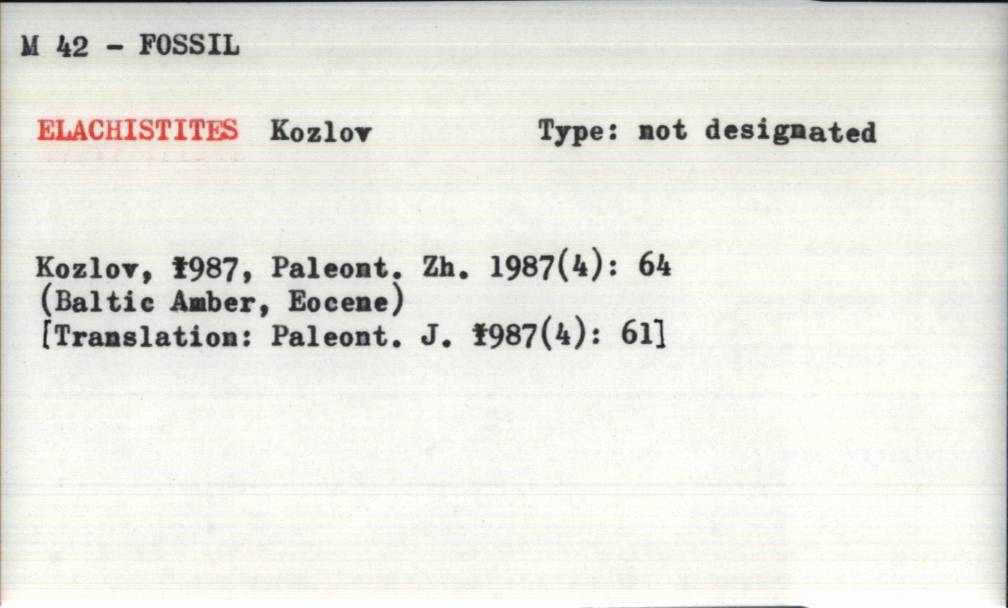 M 42 - FOSSIL
ELACHISTITES Kozlov Type: not designated
Kozlov, 1987, Paleont. Zh. 1987(4): 64
(Baltic Amber, Eocene)
[Translation: Paleont. J. 1987(4): 61]